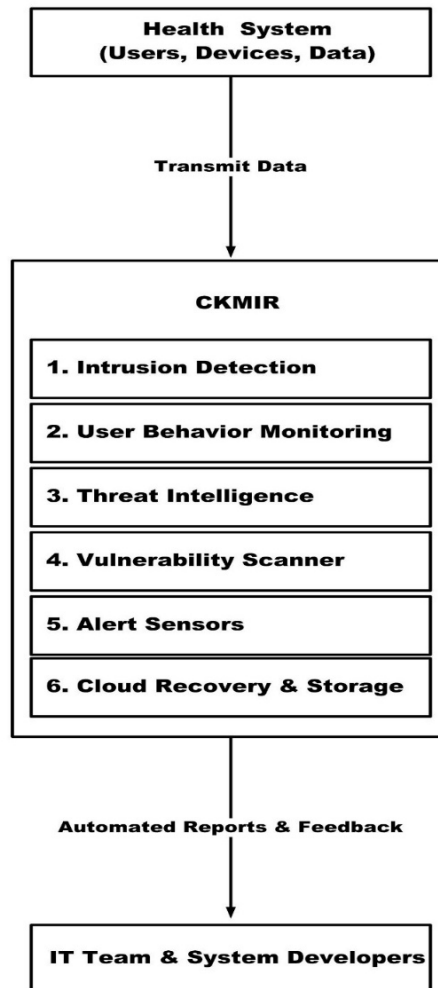 Health System
(Users, Devices, Data)
Transmit Data
CKMIR
1. Intrusion Detection
2. User Behavior Monitoring
3. Threat Intelligence
4. Vulnerability Scanner
5. Alert Sensors
6. Cloud Recovery & Storage
Automated Reports & Feedback
IT Team & System Developers